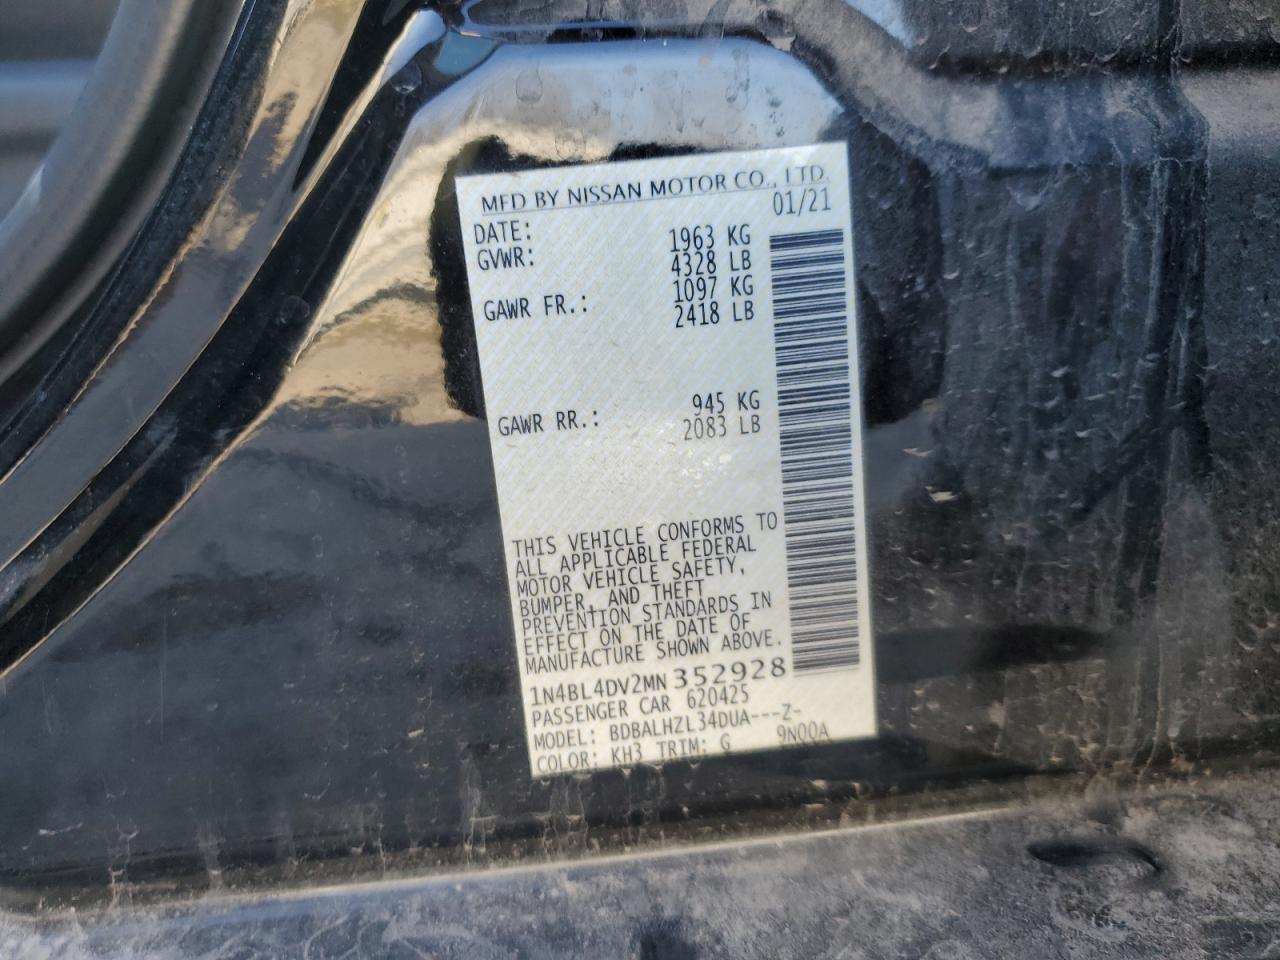 MFD BY NISSAN MOTOR CO., LTD.
DATE: 01/21
GVWR: 1963 KG
4328 LB
GAWR FR.: 1097 KG
2418 LB
GAWR RR.: 945 KG
2083 LB
THIS VEHICLE CONFORMS TO
ALL APPLICABLE FEDERAL
MOTOR VEHICLE SAFETY,
BUMPER, AND THEFT
PREVENTION STANDARDS IN
EFFECT ON THE DATE OF
MANUFACTURE SHOWN ABOVE.
1N4BL4DV2MN352928
PASSENGER CAR 620425
MODEL: BDBALHZL34DUA---Z-
COLOR: KH3 TRIM: G 9N00A